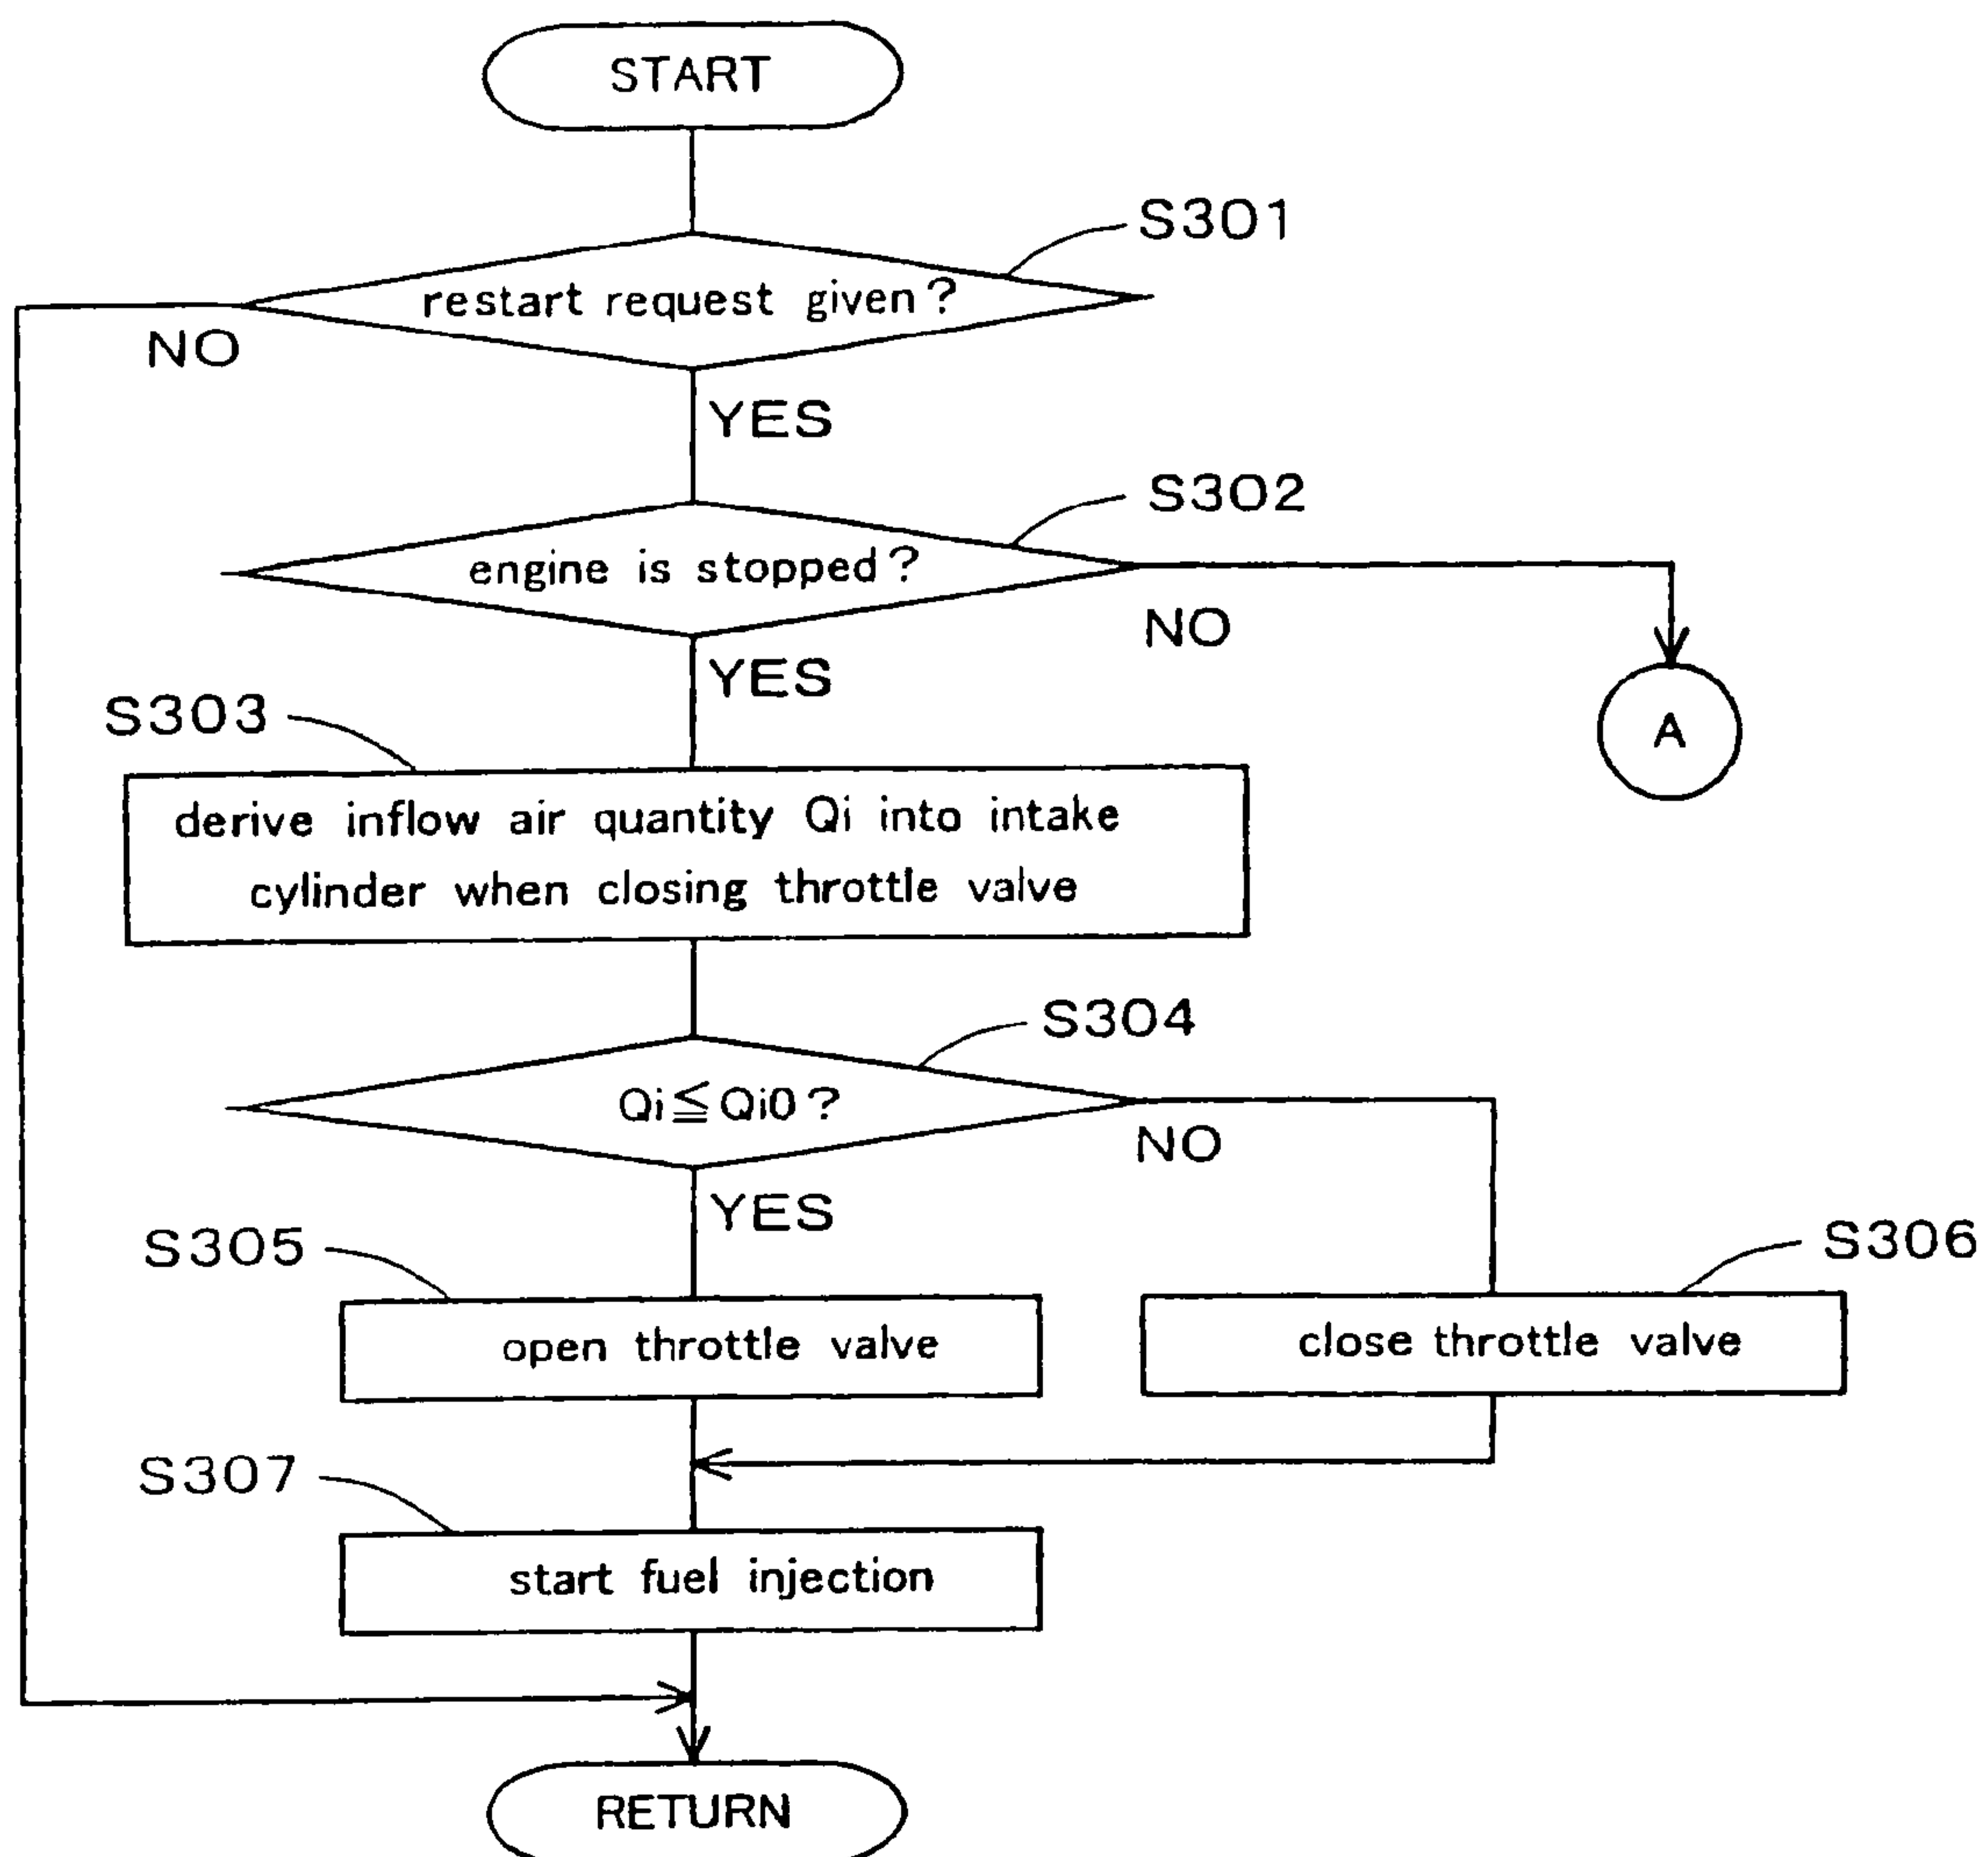 START
S301
restart request given?
NO
YES
S302
engine is stopped?
NO
YES
A
S303
derive inflow air quantity Qi into intake
cylinder when closing throttle valve
S304
Qi≦Qi0?
NO
YES
S305
S306
open throttle valve
close throttle valve
S307
start fuel injection
RETURN